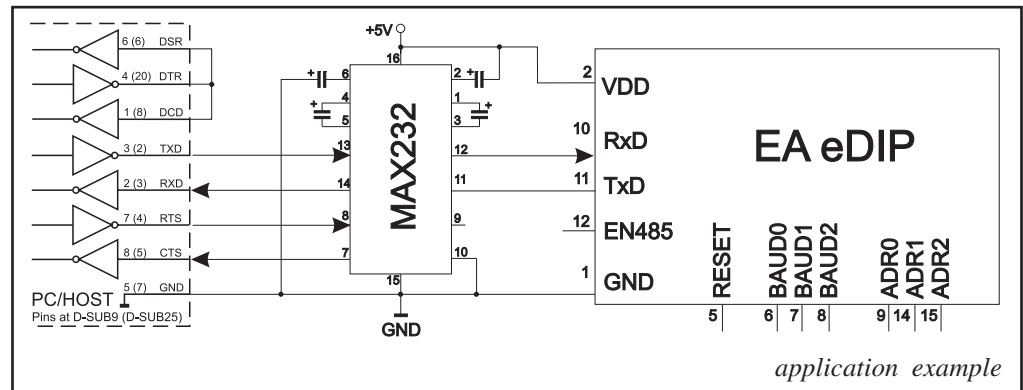 6 (6) DSR
4 (20) DTR
1 (8) DCD
3 (2) TXD
2 (3) RXD
7 (4) RTS
8 (5) CTS
5 (7) GND
PC/HOST
Pins at D-SUB9 (D-SUB25)
+5V
16
+ 6
2 +
4
+
5
1
+
3
13
12
14
11
8
9
7
10
15
MAX232
GND
2 VDD
10 RxD
11 TxD
12 EN485
1 GND
EA eDIP
RESET
BAUD0
BAUD1
BAUD2
ADR0
ADR1
ADR2
5 6 7 8 9 14 15
application example